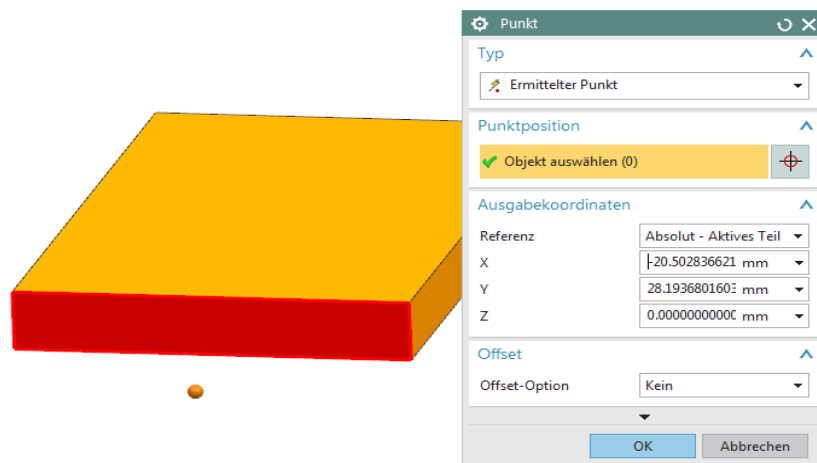 Punkt
Typ
Ermittelter Punkt
Punktposition
Objekt auswählen (0)
Ausgabekoordinaten
Referenz Absolut - Aktives Teil
X -20.502836621 mm
Y 28.1936801603 mm
Z 0.00000000000 mm
Offset
Offset-Option Kein
OK Abbrechen